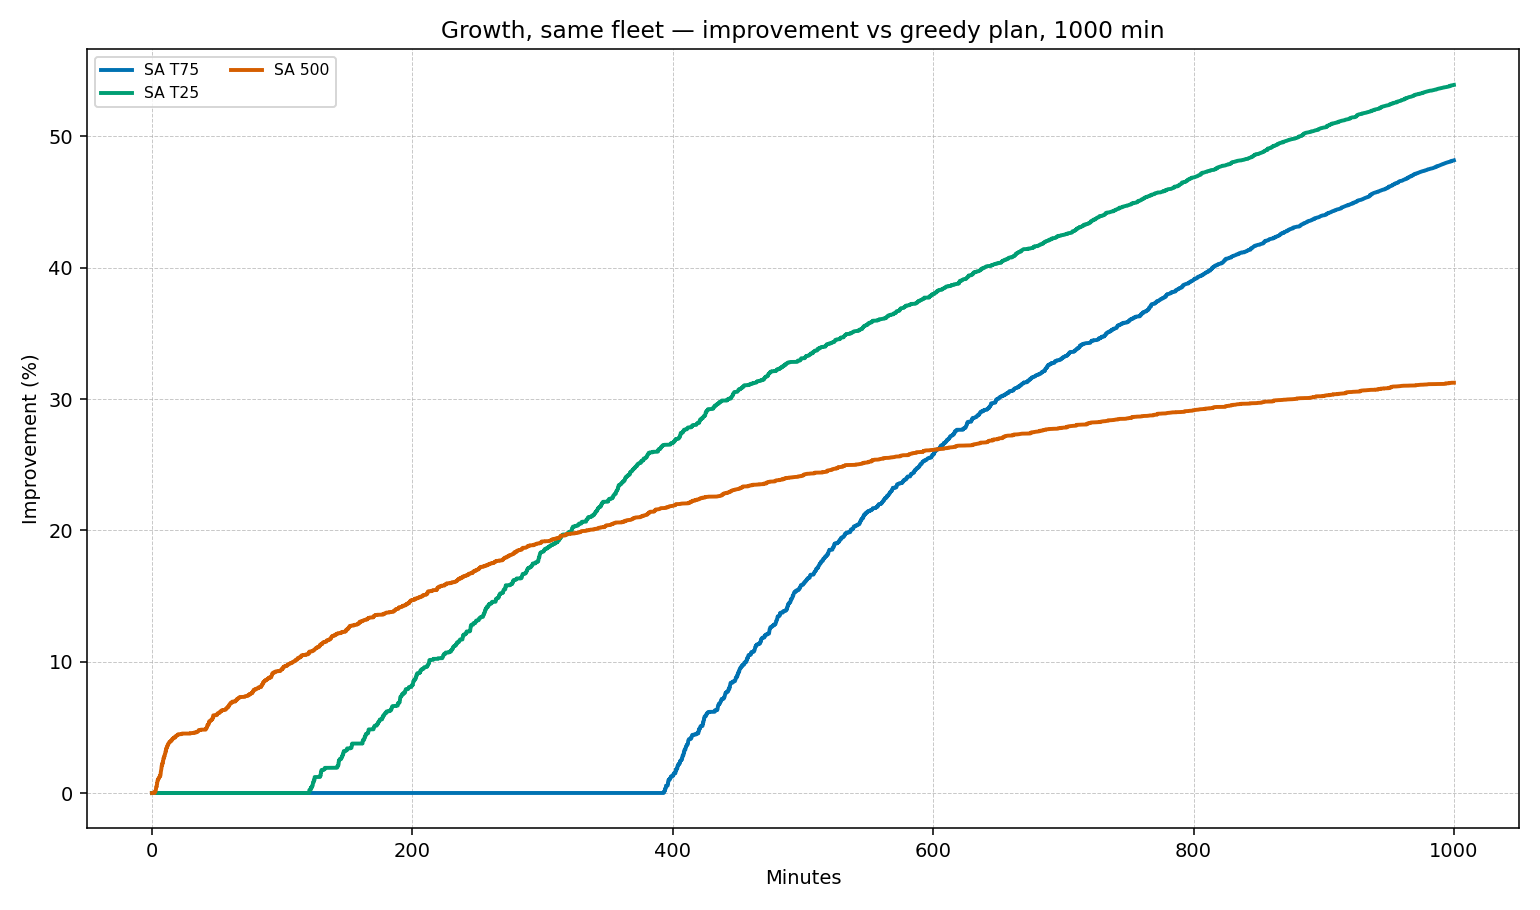 Growth, same fleet — improvement vs greedy plan, 1000 min
SA T75
SA T25
SA 500
Improvement (%)
50
40
30
20
10
0
0 200 400 600 800 1000
Minutes